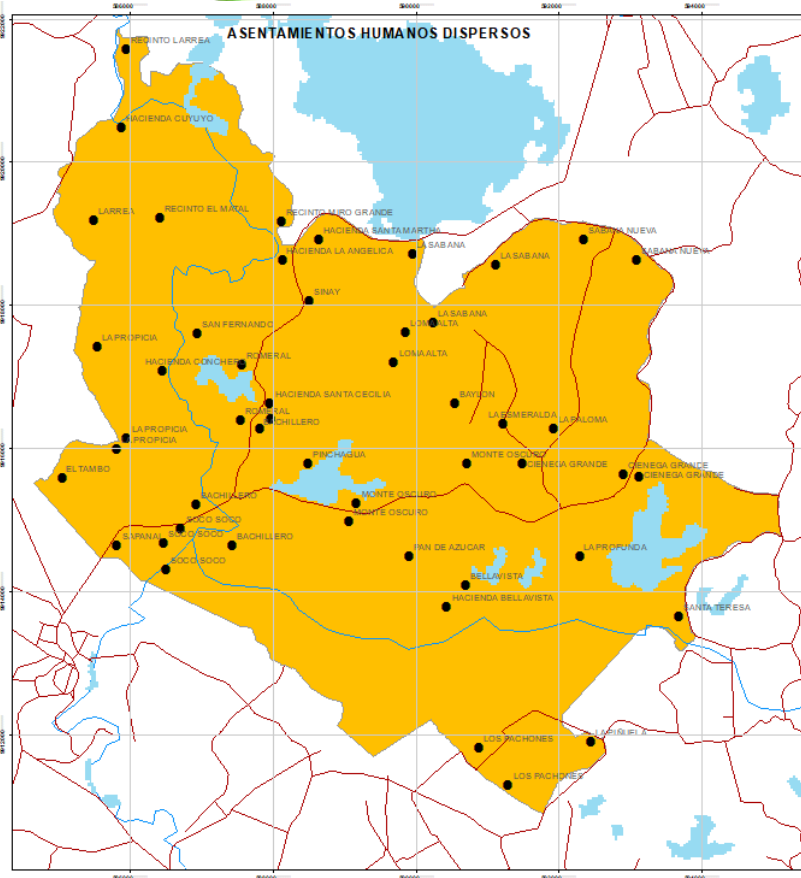 ASENTAMIENTOS HUMANOS DISPERSOS
RECINTO LARREA
HACIENDA CUYUYO
LARREA
RECINTO EL MATAL
RECINTO MIRO GRANDE
HACIENDA SANTA MARTHA
SABANA NUEVA
LA SABANA
HACIENDA LA ANGELICA
LA SABANA
SABANA NUEVA
SINAY
LA SABANA
SAN FERNANDO
LOMA ALTA
LA PROPICIA
HACIENDA CONCHERO
ROMERAL
LOMA ALTA
HACIENDA SANTA CECILIA
BAYLON
ROMERAL
BACHILLERO
LA ESMERALDA
LA PALOMA
LA PROPICIA
LA PROPICIA
EL TAMBO
PINCHAGUA
MONTE OSCURO
CIENEGA GRANDE
CIENEGA GRANDE
CIENEGA GRANDE
BACHILLERO
MONTE OSCURO
MONTE OSCURO
SOCO SOCO
SAPANAL
SOCO SOCO
BACHILLERO
PAN DE AZUCAR
LA PROFUNDA
SOCO SOCO
BELLAVISTA
HACIENDA BELLAVISTA
SANTA TERESA
LOS PACHONES
LA PIÑUELA
LOS PACHONES